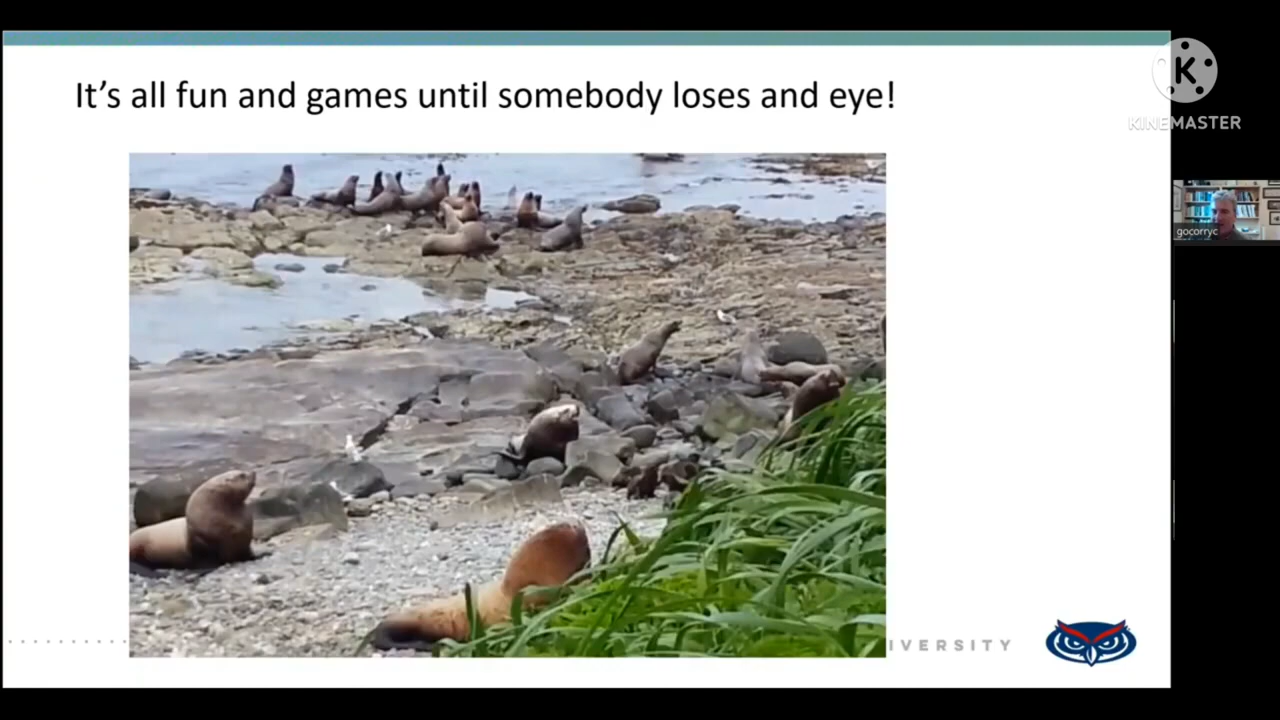 It's all fun and games until somebody loses and eye!
KINEMASTER
gocorryc
IVERSITY